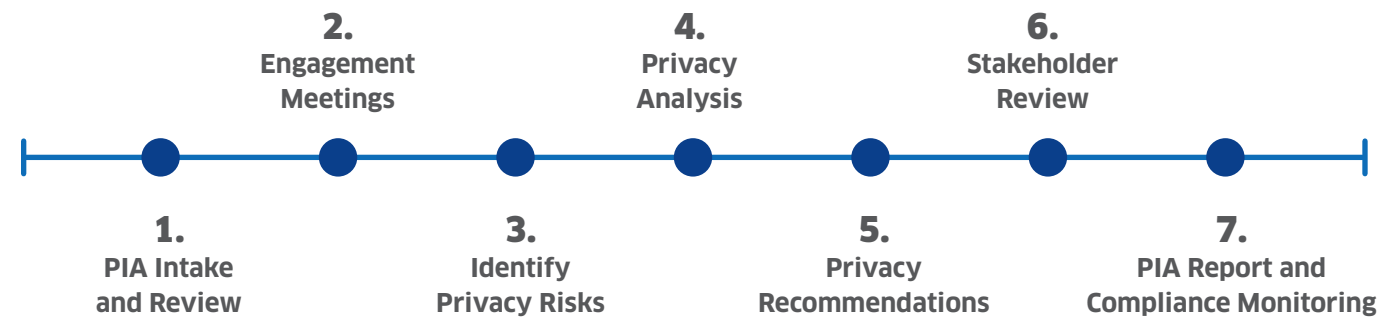 1.
PIA Intake
and Review
2.
Engagement
Meetings
3.
Identify
Privacy Risks
4.
Privacy
Analysis
5.
Privacy
Recommendations
6.
Stakeholder
Review
7.
PIA Report and
Compliance Monitoring